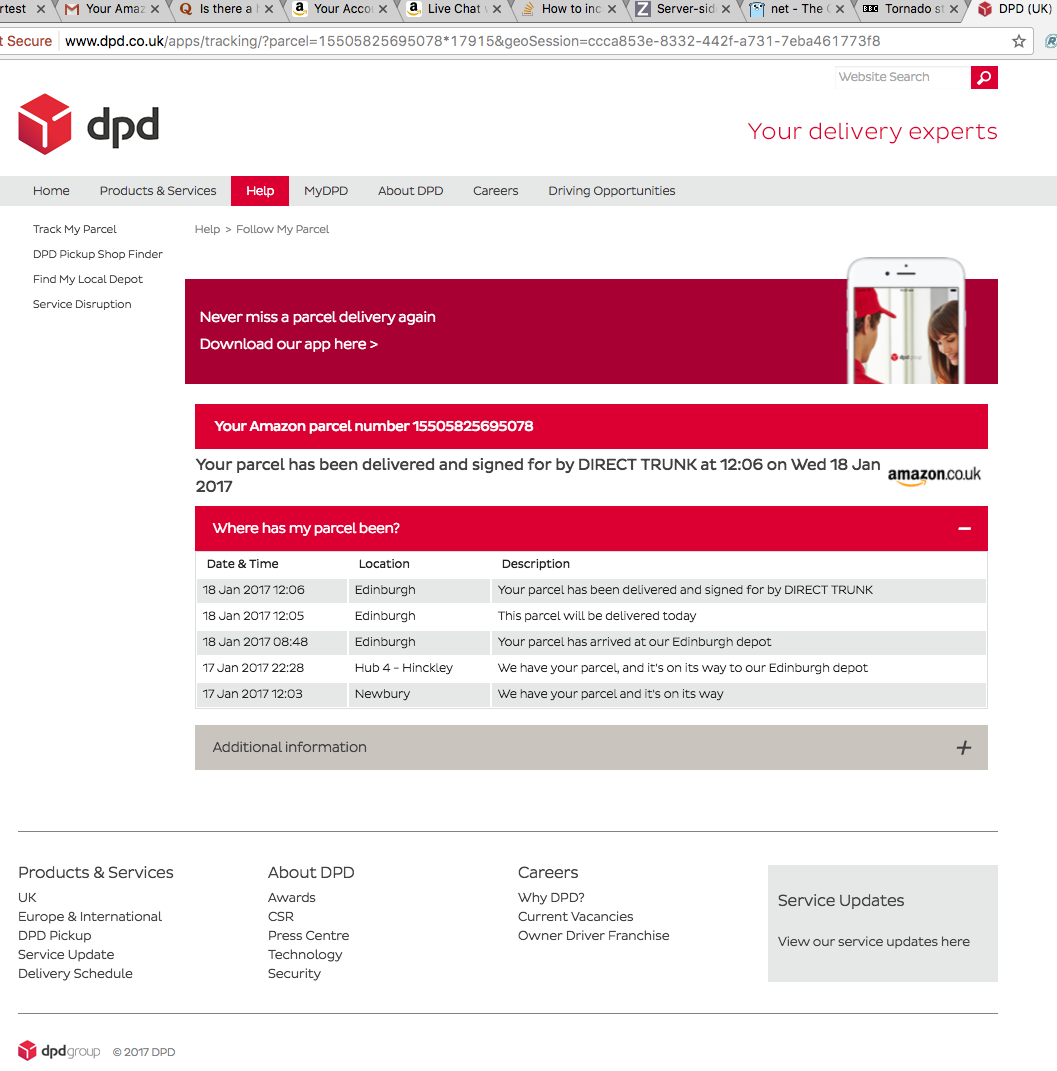 rtest
Your Amaz
Is there a h
Your Accou
Live Chat w
How to inc
Server-sid
net - The G
BBC
Tornado st
DPD (UK)
t Secure www.dpd.co.uk/apps/tracking/?parcel=15505825695078*17915&geoSession=ccca853e-8332-442f-a731-7eba461773f8
Website Search
dpd
Your delivery experts
Home Products & Services Help MyDPD About DPD Careers Driving Opportunities
Track My Parcel
DPD Pickup Shop Finder
Find My Local Depot
Service Disruption
Help > Follow My Parcel
Never miss a parcel delivery again
Download our app here >
dpdgroup
Your Amazon parcel number 15505825695078
Your parcel has been delivered and signed for by DIRECT TRUNK at 12:06 on Wed 18 Jan
2017
amazon.co.uk
Where has my parcel been?
Date & Time Location Description
18 Jan 2017 12:06 Edinburgh Your parcel has been delivered and signed for by DIRECT TRUNK
18 Jan 2017 12:05 Edinburgh This parcel will be delivered today
18 Jan 2017 08:48 Edinburgh Your parcel has arrived at our Edinburgh depot
17 Jan 2017 22:28 Hub 4 - Hinckley We have your parcel, and it's on its way to our Edinburgh depot
17 Jan 2017 12:03 Newbury We have your parcel and it's on its way
Additional information
Products & Services
UK
Europe & International
DPD Pickup
Service Update
Delivery Schedule
About DPD
Awards
CSR
Press Centre
Technology
Security
Careers
Why DPD?
Current Vacancies
Owner Driver Franchise
Service Updates
View our service updates here
dpdgroup © 2017 DPD